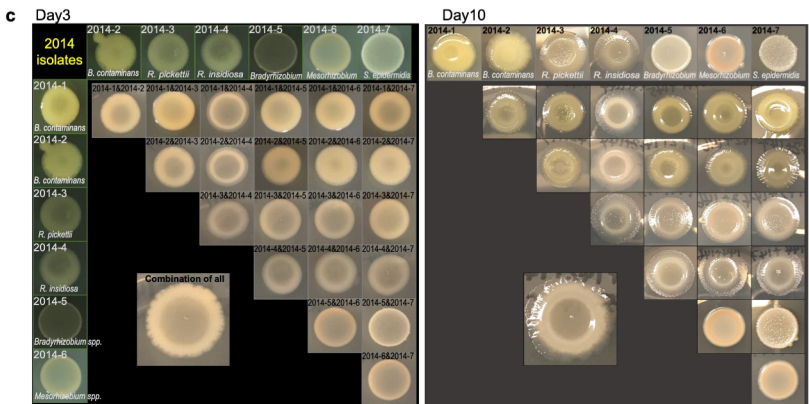 c
Day3
Day10
2014
isolates
2014-2
2014-3
2014-4
2014-5
2014-6
2014-7
B. contaminans
R. pickettii
R. insidiosa
Bradyrhizobium
Mesorhizobium
S. epidermidis
2014-1
B. contaminans
2014-1&2014-2
2014-1&2014-3
2014-1&2014-4
2014-1&2014-5
2014-1&2014-6
2014-1&2014-7
2014-2
B. contaminans
2014-2&2014-3
2014-2&2014-4
2014-2&2014-5
2014-2&2014-6
2014-2&2014-7
2014-3
R. pickettii
2014-3&2014-4
2014-3&2014-5
2014-3&2014-6
2014-3&2014-7
2014-4
R. insidiosa
2014-4&2014-5
2014-4&2014-6
2014-4&2014-7
Combination of all
2014-5
Bradyrhizobium spp.
2014-5&2014-6
2014-5&2014-7
2014-6
Mesorhizobium spp.
2014-6&2014-7
2014-1
2014-2
2014-3
2014-4
2014-5
2014-6
2014-7
B. contaminans
B. contaminans
R. pickettii
R. insidiosa
Bradyrhizobium
Mesorhizobium
S. epidermidis